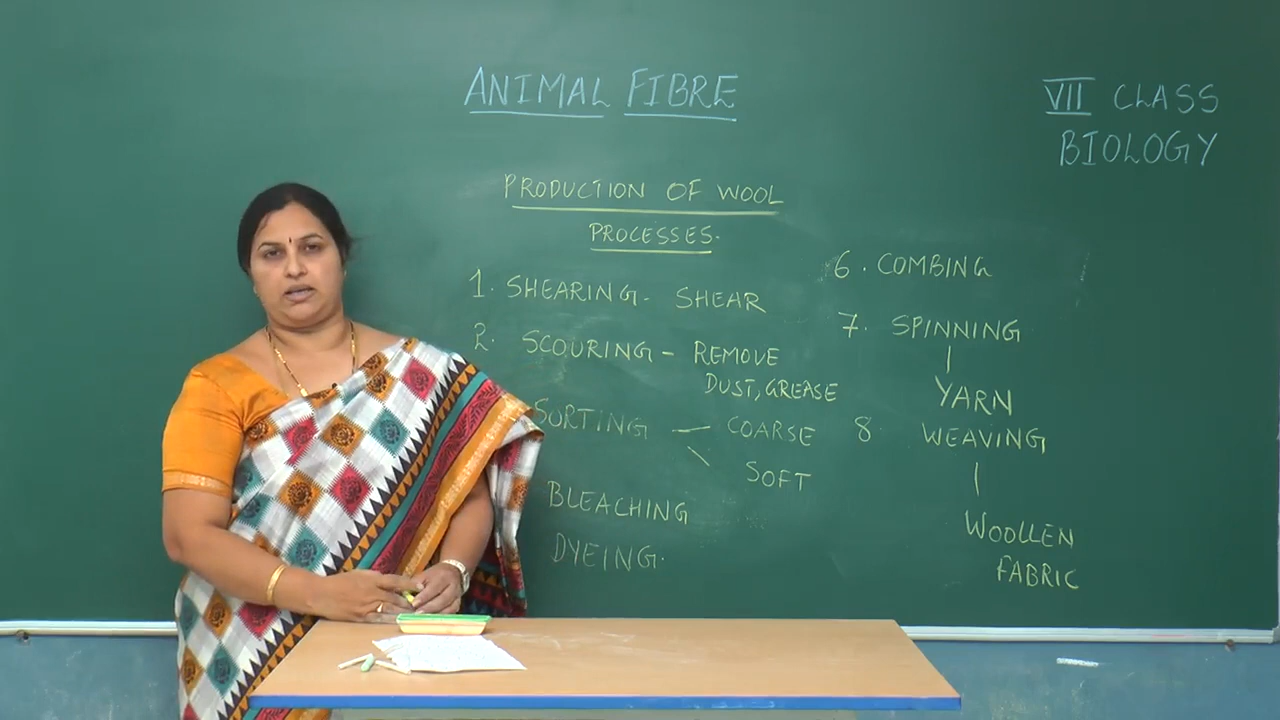 ANIMAL FIBRE
VII CLASS
BIOLOGY
PRODUCTION OF WOOL
PROCESSES.
1. SHEARING - SHEAR
2. SCOURING - REMOVE
DUST, GREASE
SORTING — COARSE
SOFT
BLEACHING
DYEING.
6. COMBING
7. SPINNING
YARN
8 WEAVING
WOOLLEN
FABRIC